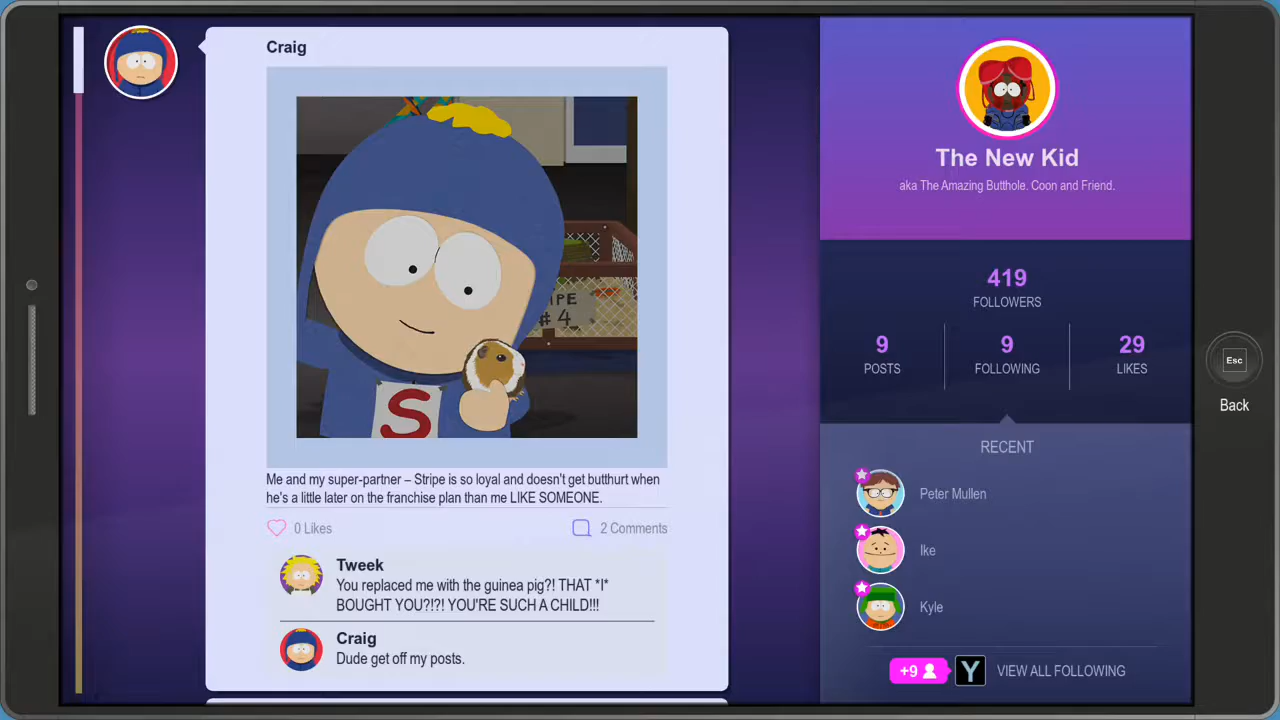 Craig
IPE
# 4
S
Me and my super-partner – Stripe is so loyal and doesn't get butthurt when
he's a little later on the franchise plan than me LIKE SOMEONE.
0 Likes
2 Comments
Tweek
You replaced me with the guinea pig?! THAT *I*
BOUGHT YOU?!?! YOU'RE SUCH A CHILD!!!
Craig
Dude get off my posts.
The New Kid
aka The Amazing Butthole. Coon and Friend.
419
FOLLOWERS
9
POSTS
9
FOLLOWING
29
LIKES
RECENT
Peter Mullen
Ike
Kyle
+9
Y
VIEW ALL FOLLOWING
Esc
Back